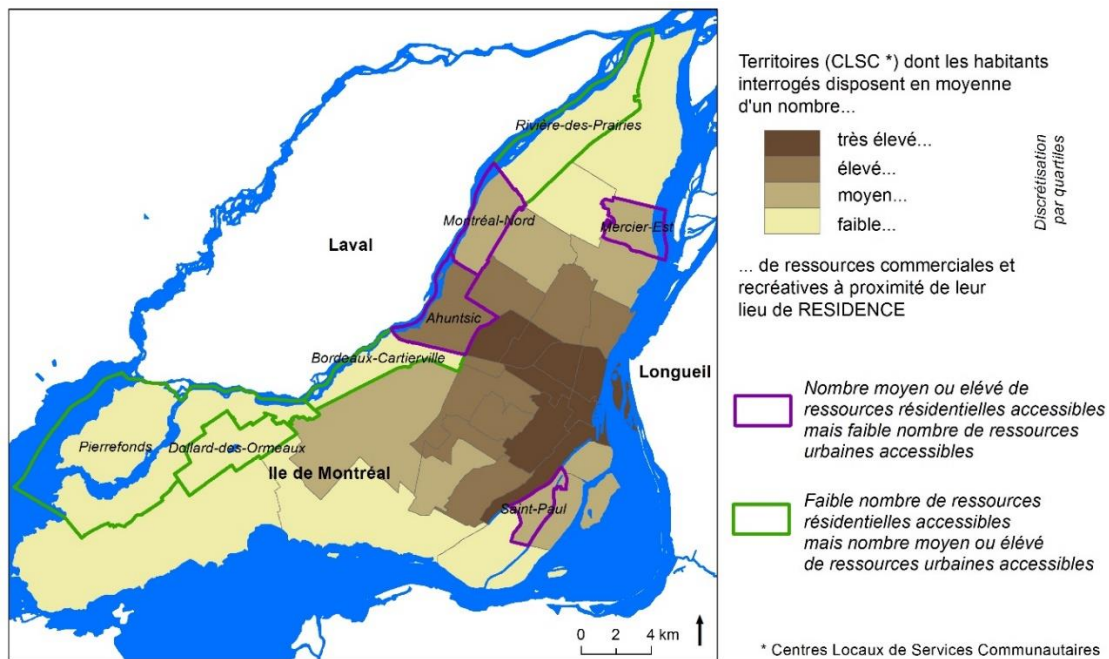 Rivière-des-Prairies
Montréal-Nord
Mercier-Est
Laval
Ahuntsic
Bordeaux-Cartierville
Longueil
Pierrefonds
Dollard-des-Ormeaux
Ile de Montréal
Saint-Paul
0 2 4 km
Territoires (CLSC *) dont les habitants
interrogés disposent en moyenne
d'un nombre...
très élevé...
élevé...
moyen...
faible...
Discrétisation
par quartiles
... de ressources commerciales et
recréatives à proximité de leur
lieu de RESIDENCE
Nombre moyen ou elévé de
ressources résidentielles accessibles
mais faible nombre de ressources
urbaines accessibles
Faible nombre de ressources
résidentielles accessibles
mais nombre moyen ou élévé
de ressources urbaines accessibles
* Centres Locaux de Services Communautaires